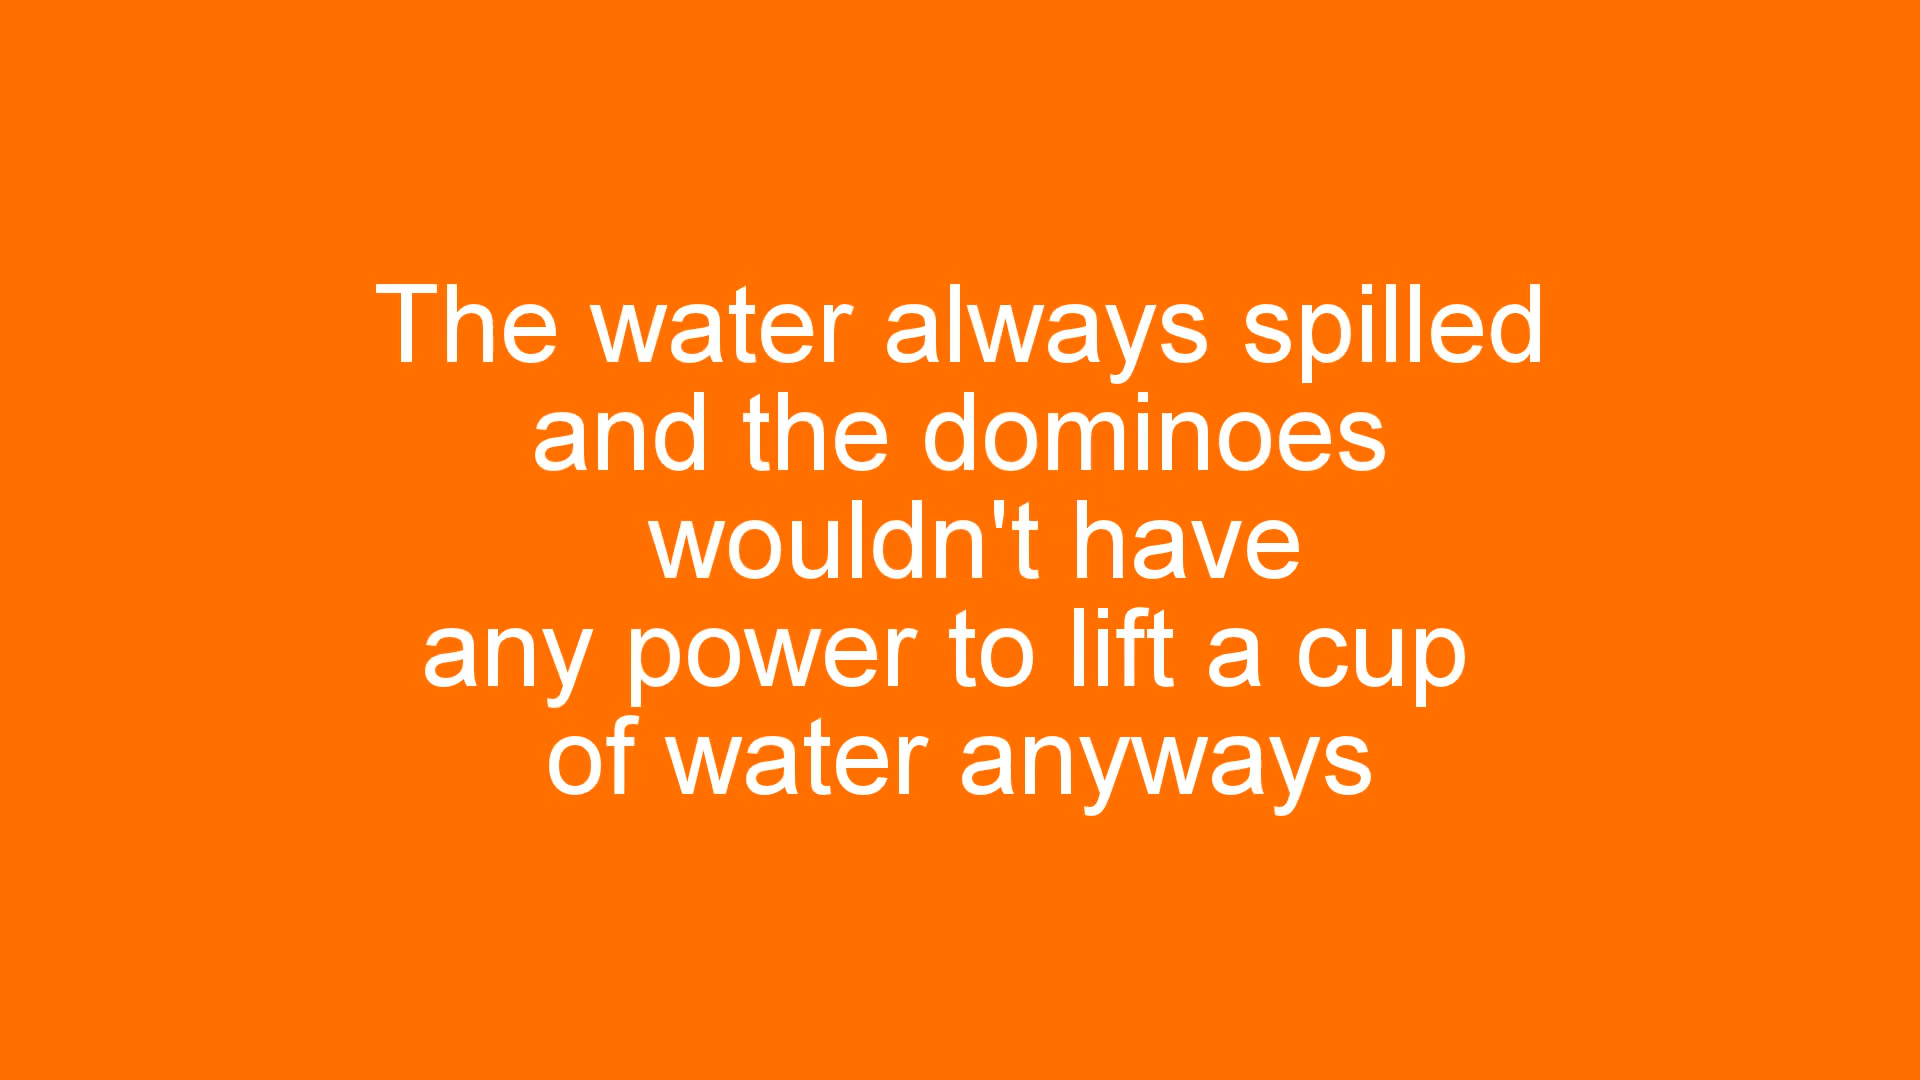 The water always spilled
and the dominoes
wouldn't have
any power to lift a cup
of water anyways